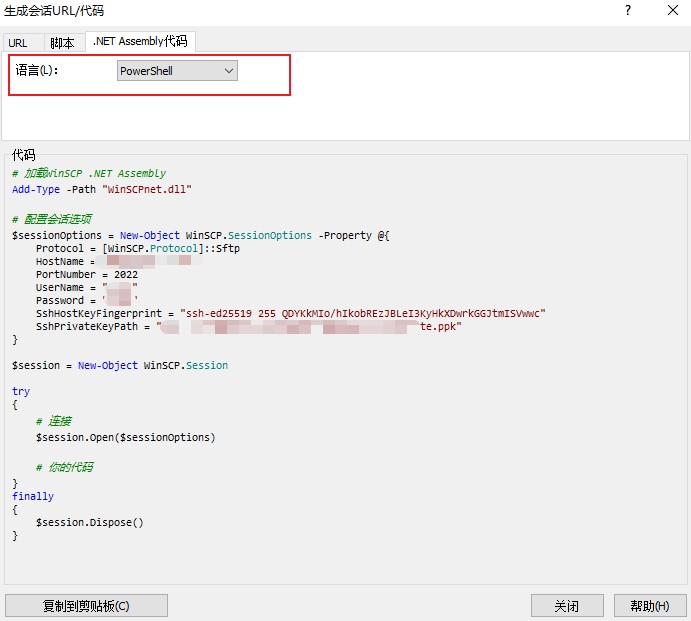 生成会话URL/代码
?
URL 脚本 .NET Assembly代码
语言(L): PowerShell
代码
# 加载WinSCP .NET Assembly
Add-Type -Path "WinSCPnet.dll"
# 配置会话选项
$sessionOptions = New-Object WinSCP.SessionOptions -Property @{
Protocol = [WinSCP.Protocol]::Sftp
HostName =
PortNumber = 2022
UserName = " "
Password = ' '
SshHostKeyFingerprint = "ssh-ed25519 255 QDYKkMIo/hIkobREzJBLeI3KyHkXDwrkGGJtmISVwwc"
SshPrivateKeyPath = " te.ppk"
}
$session = New-Object WinSCP.Session
try
{
# 连接
$session.Open($sessionOptions)
# 你的代码
}
finally
{
$session.Dispose()
}
复制到剪贴板(C) 关闭 帮助(H)